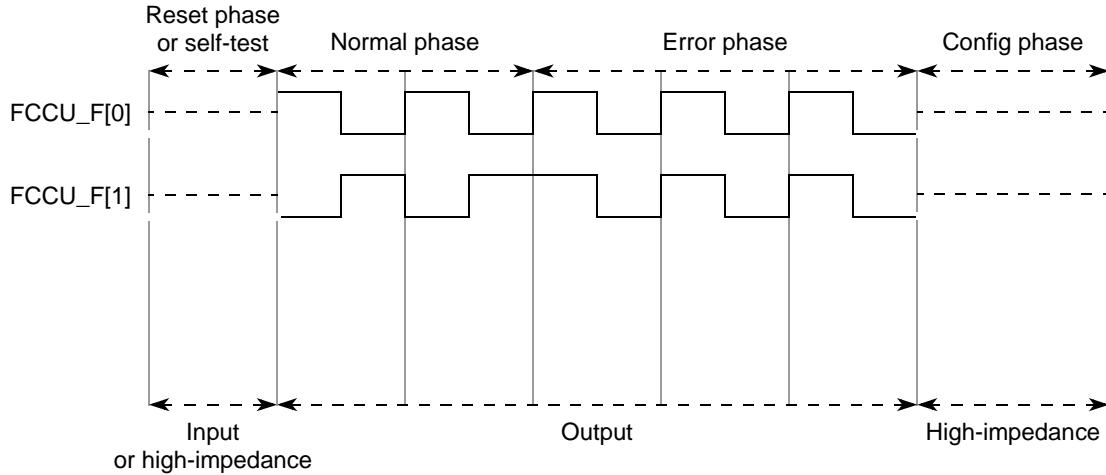 Reset phase
or self-test
Normal phase
Error phase
Config phase
FCCU_F[0]
FCCU_F[1]
Input
or high-impedance
Output
High-impedance